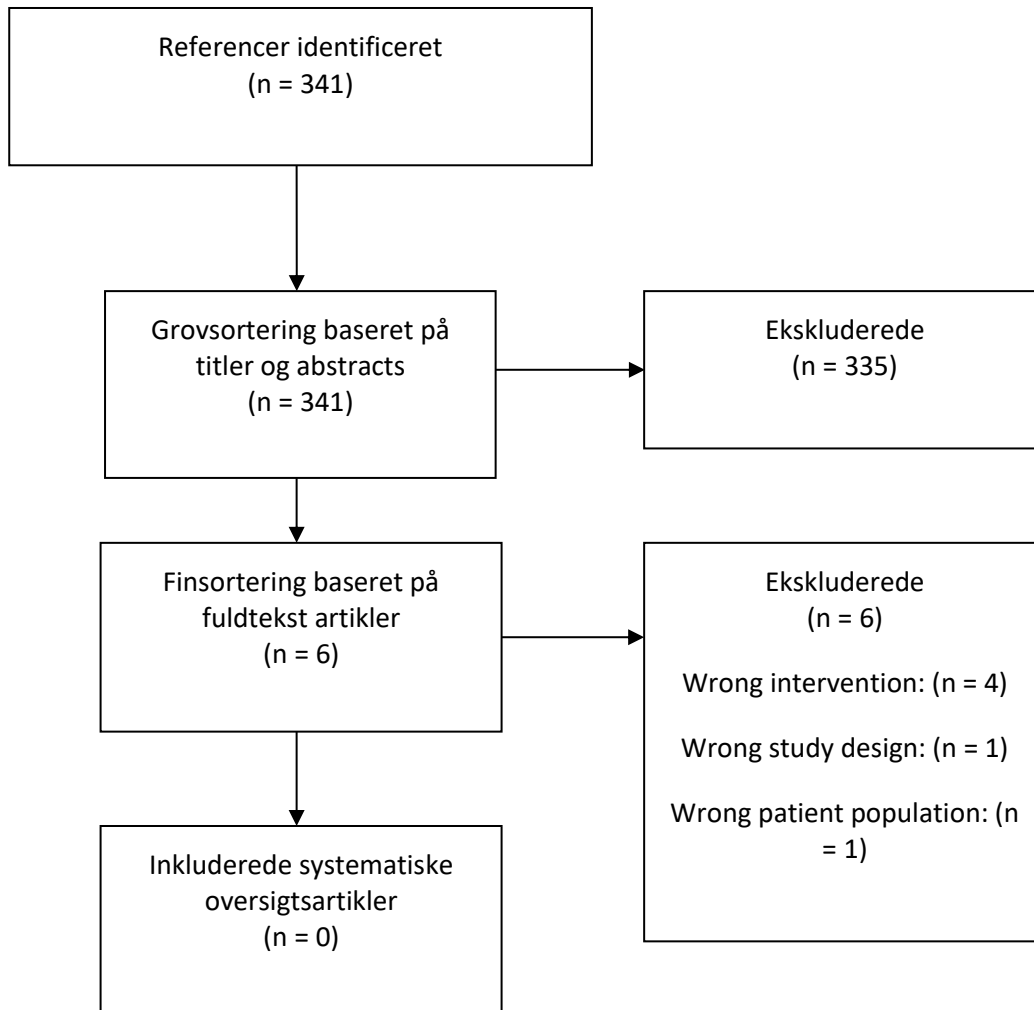 Referencer identificeret
(n = 341)
Grovsortering baseret på
titler og abstracts
(n = 341)
Ekskluderede
(n = 335)
Finsortering baseret på
fuldtekst artikler
(n = 6)
Ekskluderede
(n = 6)
Wrong intervention: (n = 4)
Wrong study design: (n = 1)
Wrong patient population: (n
= 1)
Inkluderede systematiske
oversigtsartikler
(n = 0)